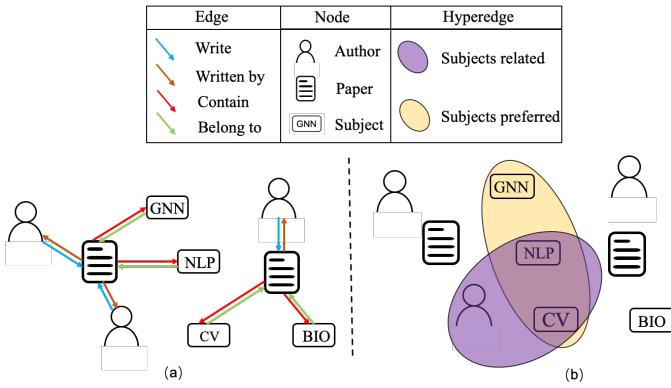 Edge Node Hyperedge
Write Author Subjects related
Written by Paper
Contain Subjects preferred
Belong to GNN Subject
GNN
NLP
CV BIO
(a)
GNN
NLP
CV BIO
(b)